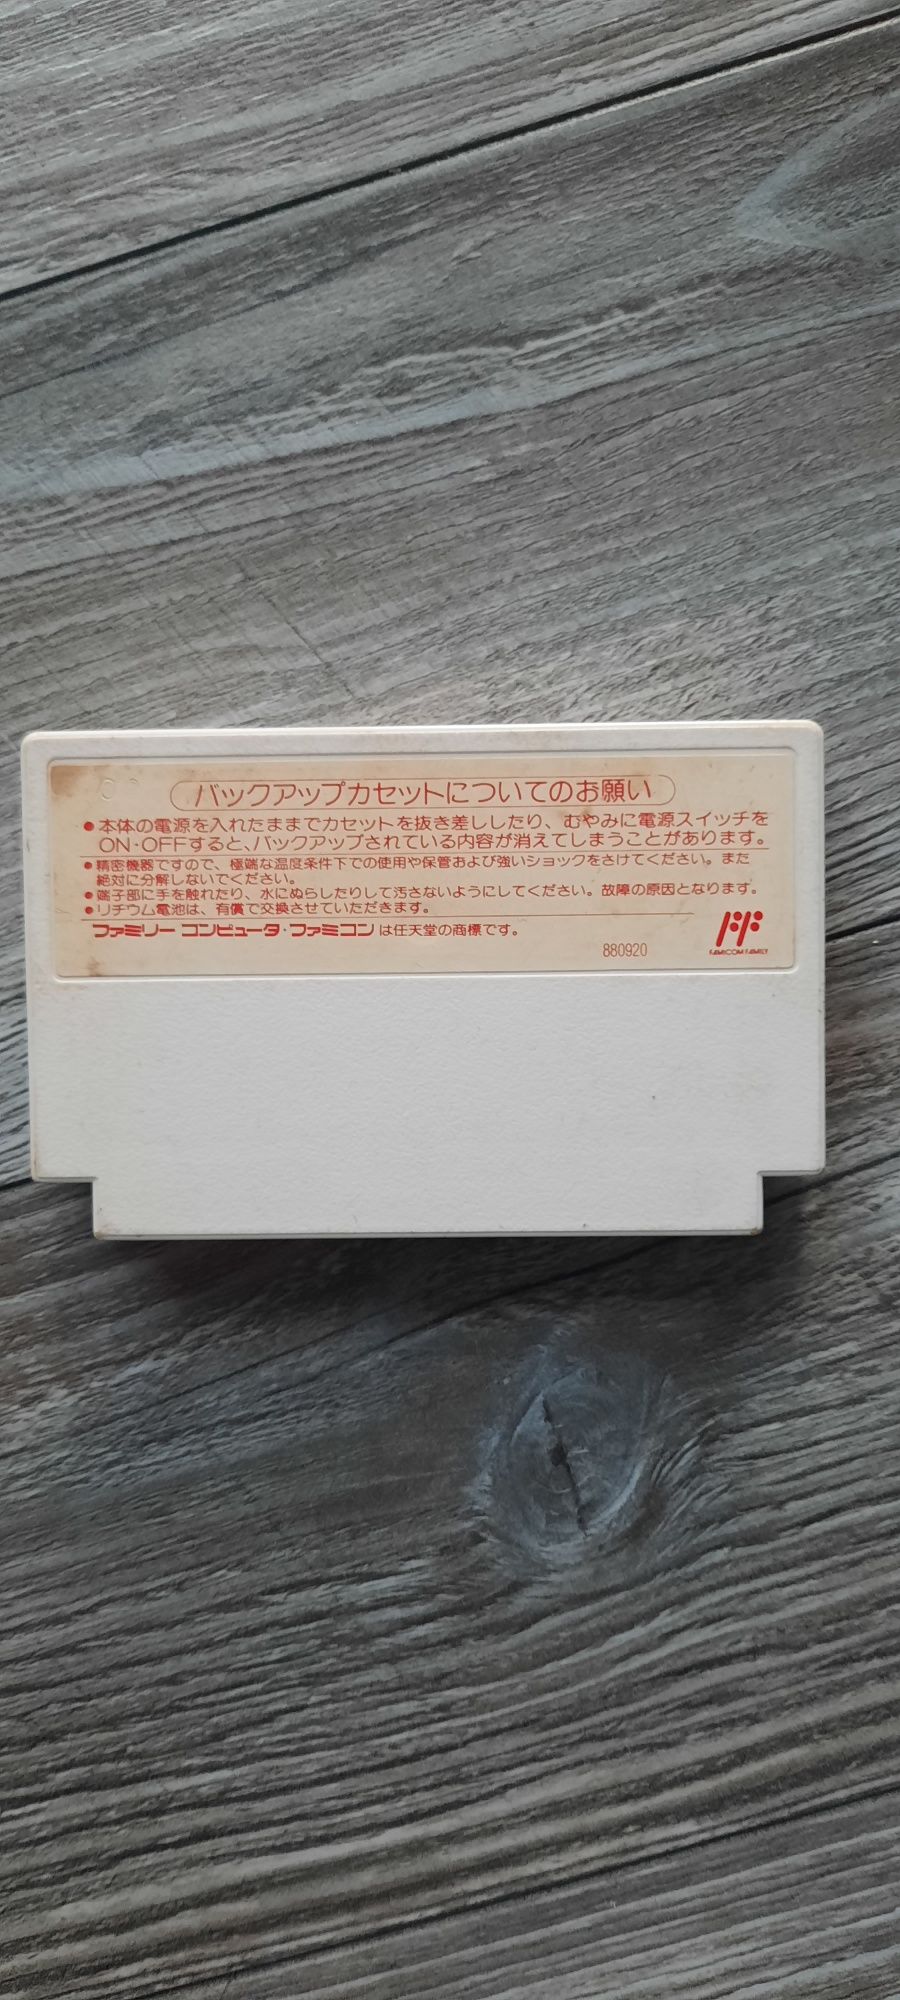 バックアップカセットについてのお願い
●本体の電源を入れたままでカセットを抜き差ししたり、むやみに電源スイッチを
ON・OFFすると、バックアップされている内容が消えてしまうことがあります。
●精密機器ですので、極端な温度条件下での使用や保管および強いショックをさけてください。また
絶対に分解しないでください。
●端子部に手を触れたり、水にぬらしたりして汚さないようにしてください。故障の原因となります。
●リチウム電池は、有償で交換させていただきます。
ファミリー コンピュータ・ファミコン は任天堂の商標です。
880920
FAMICOM FAMILY